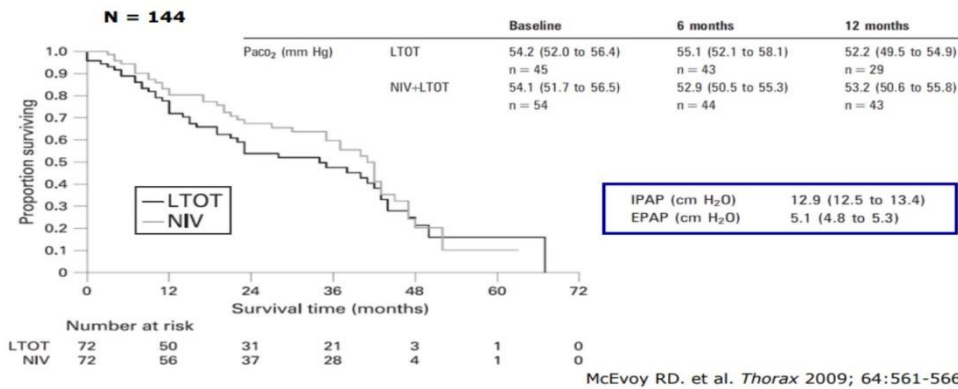 N = 144
Baseline 6 months 12 months
Paco₂ (mm Hg) LTOT 54.2 (52.0 to 56.4) 55.1 (52.1 to 58.1) 52.2 (49.5 to 54.9)
n = 45 n = 43 n = 29
NIV+LTOT 54.1 (51.7 to 56.5) 52.9 (50.5 to 55.3) 53.2 (50.6 to 55.8)
n = 54 n = 44 n = 43
Proportion surviving
1.0
0.9
0.8
0.7
0.6
0.5
0.4
0.3
0.2
0.1
0
LTOT
NIV
IPAP (cm H₂O) 12.9 (12.5 to 13.4)
EPAP (cm H₂O) 5.1 (4.8 to 5.3)
0 12 24 36 48 60 72
Survival time (months)
Number at risk
LTOT 72 50 31 21 3 1 0
NIV 72 56 37 28 4 1 0
McEvoy RD. et al. Thorax 2009; 64:561-566